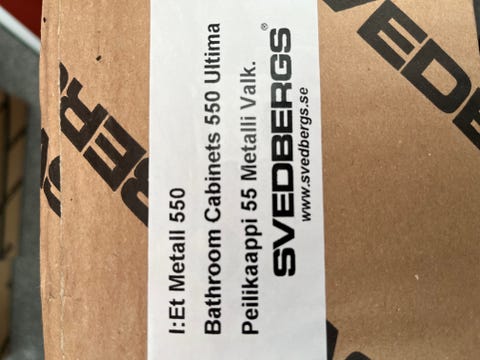 I:Et Metall 550
Bathroom Cabinets 550 Ultima
Peilikaappi 55 Metalli Valk.
SVEDBERGS
www.svedbergs.se